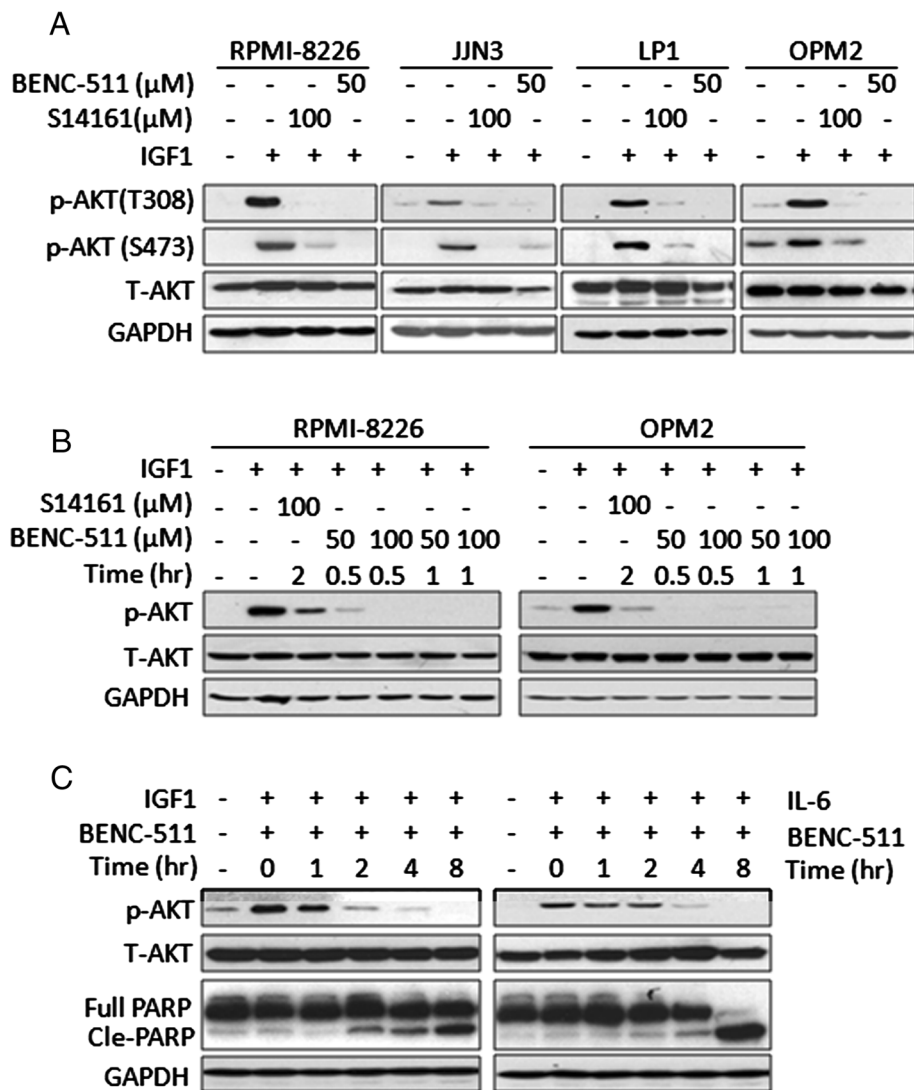 A
RPMI-8226 JJN3 LP1 OPM2
BENC-511 (μM) - - - 50 - - - 50 - - - 50 - - - 50
S14161(μM) - - 100 - - - 100 - - - 100 - - - 100 -
IGF1 - + + + - + + + - + + + - + + +
p-AKT(T308)
p-AKT (S473)
T-AKT
GAPDH
B
RPMI-8226 OPM2
IGF1 - + + + + + + - + + + + + +
S14161 (μM) - - 100 - - - - - - 100 - - - -
BENC-511 (μM) - - - 50 100 50 100 - - - 50 100 50 100
Time (hr) - - 2 0.5 0.5 1 1 - - 2 0.5 0.5 1 1
p-AKT
T-AKT
GAPDH
C
IGF1 - + + + + + - + + + + + IL-6
BENC-511 - + + + + + - + + + + + BENC-511
Time (hr) - 0 1 2 4 8 - 0 1 2 4 8 Time (hr)
p-AKT
T-AKT
Full PARP
Cle-PARP
GAPDH